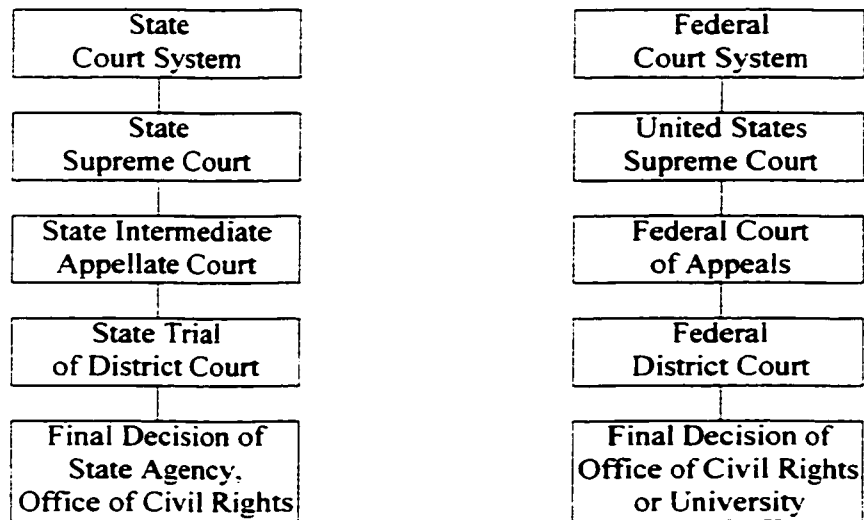 State
Court System
State
Supreme Court
State Intermediate
Appellate Court
State Trial
of District Court
Final Decision of
State Agency,
Office of Civil Rights
Federal
Court System
United States
Supreme Court
Federal Court
of Appeals
Federal
District Court
Final Decision of
Office of Civil Rights
or University